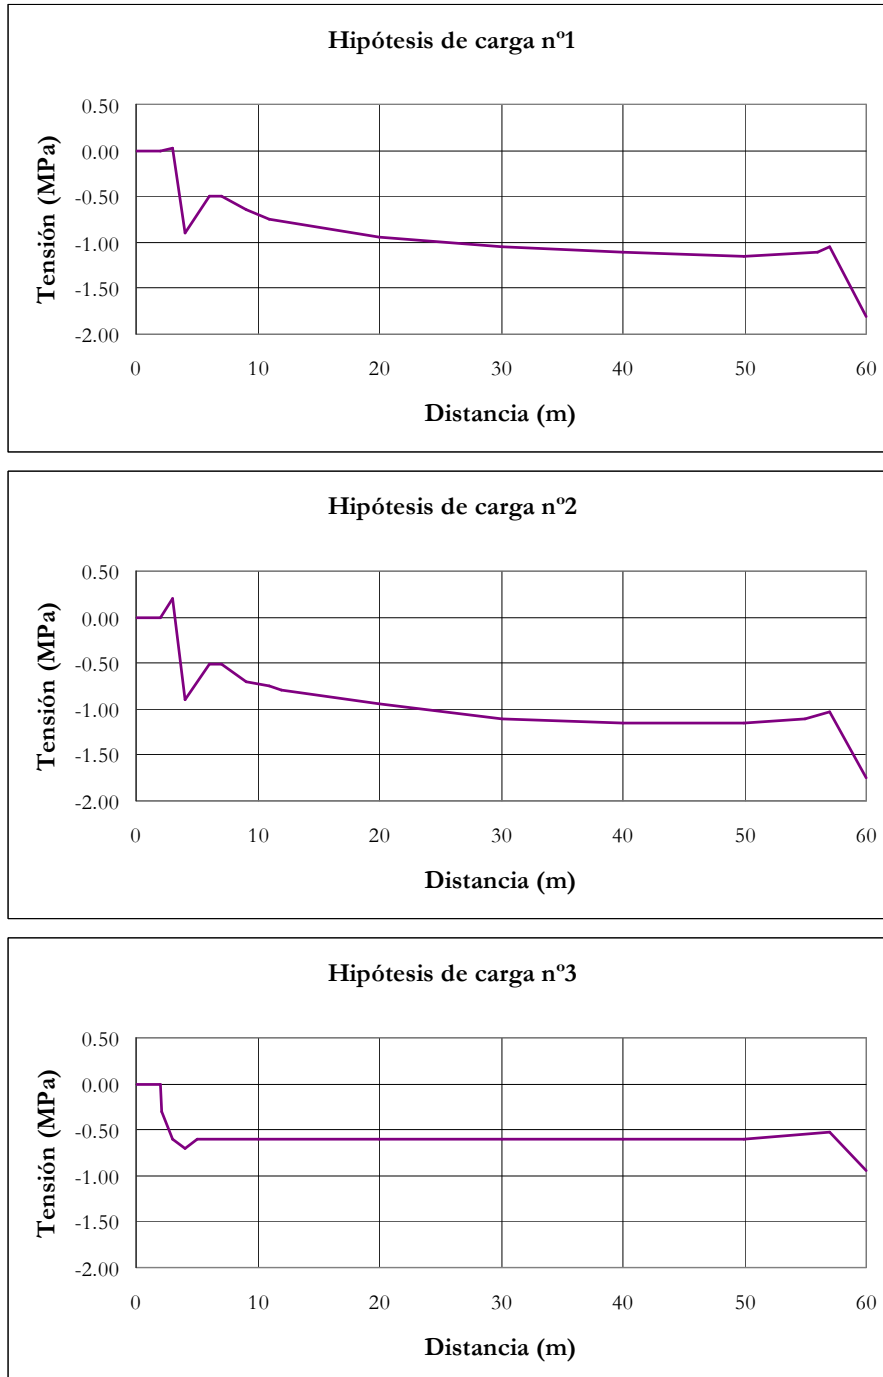 Hipótesis de carga nº1
0.50
0.00
-0.50
-1.00
-1.50
-2.00
Tensión (MPa)
0 10 20 30 40 50 60
Distancia (m)
Hipótesis de carga nº2
0.50
0.00
-0.50
-1.00
-1.50
-2.00
Tensión (MPa)
0 10 20 30 40 50 60
Distancia (m)
Hipótesis de carga nº3
0.50
0.00
-0.50
-1.00
-1.50
-2.00
Tensión (MPa)
0 10 20 30 40 50 60
Distancia (m)